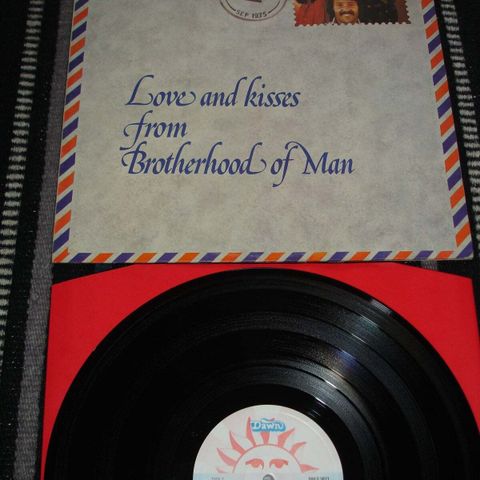 SEP 1975
Love and kisses
from
Brotherhood of Man
Dawn